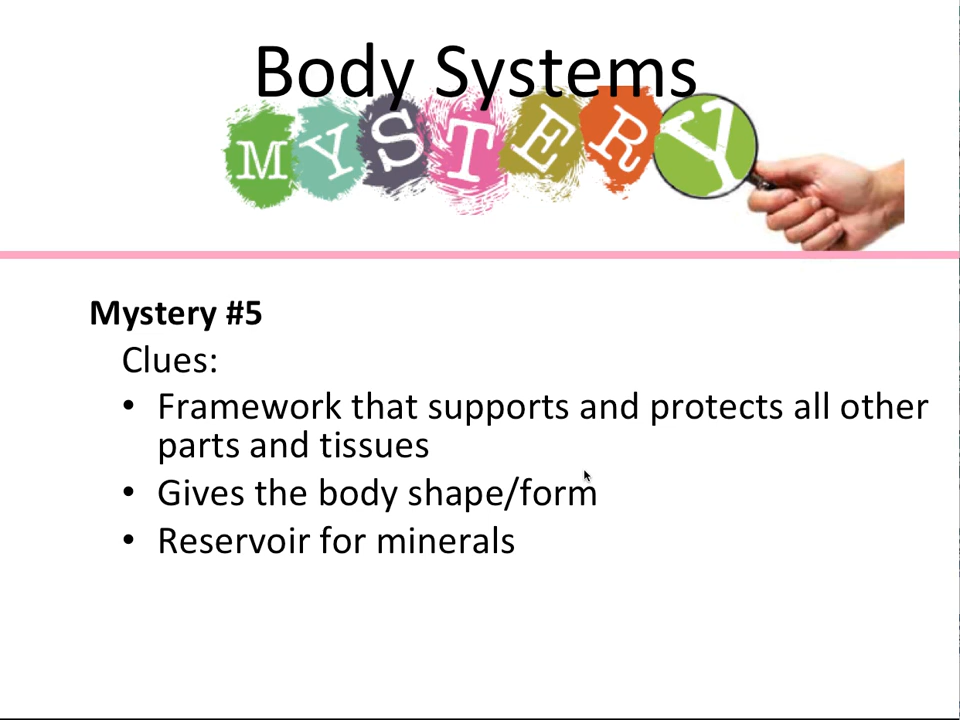 Body Systems
MYSTERY
Mystery #5
Clues:
• Framework that supports and protects all other
parts and tissues
• Gives the body shape/form
• Reservoir for minerals